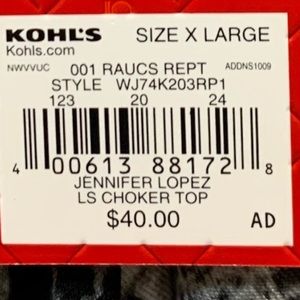 KOHL'S SIZE X LARGE
Kohls.com
NWVVUC 001 RAUCS REPT ADDNS1009
STYLE WJ74K203RP1
123 20 24
4 00613 88172 8
JENNIFER LOPEZ
LS CHOKER TOP
$40.00 AD